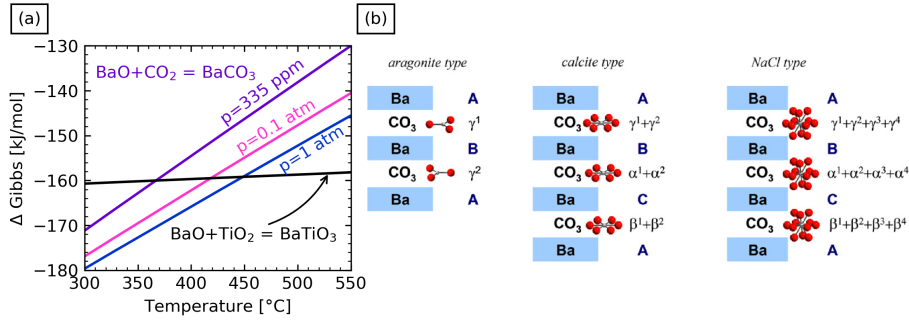 (a)
−130
−140
−150
−160
−170
−180
300
350
400
450
500
550
Δ Gibbs [kJ/mol]
Temperature [°C]
BaO+CO₂ = BaCO₃
p=335 ppm
p=0.1 atm
p=1 atm
BaO+TiO₂ = BaTiO₃
(b)
aragonite type
Ba A
CO₃ γ¹
Ba B
CO₃ γ²
Ba A
calcite type
Ba A
CO₃ γ¹+γ²
Ba B
CO₃ α¹+α²
Ba C
CO₃ β¹+β²
Ba A
NaCl type
Ba A
CO₃ γ¹+γ²+γ³+γ⁴
Ba B
CO₃ α¹+α²+α³+α⁴
Ba C
CO₃ β¹+β²+β³+β⁴
Ba A